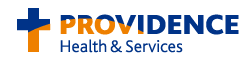 PROVIDENCE
Health & Services